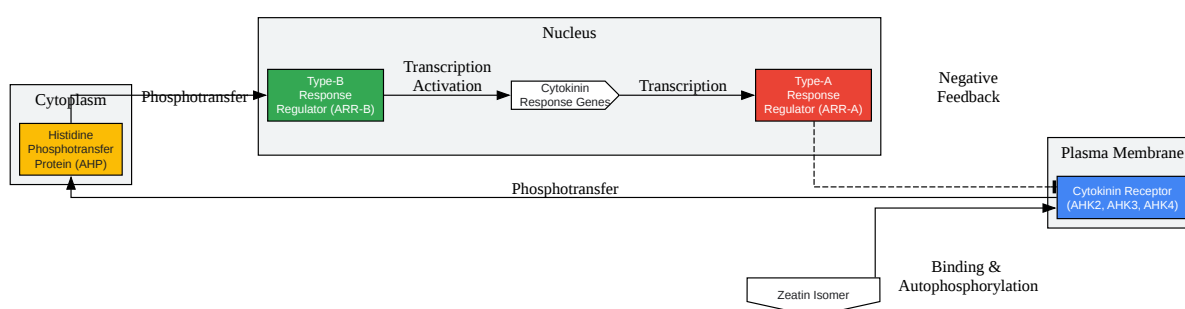 Nucleus
Type-B
Response
Regulator (ARR-B)
Transcription
Activation
Cytokinin
Response Genes
Transcription
Type-A
Response
Regulator (ARR-A)
Negative
Feedback
Cytoplasm
Phosphotransfer
Histidine
Phosphotransfer
Protein (AHP)
Plasma Membrane
Cytokinin Receptor
(AHK2, AHK3, AHK4)
Phosphotransfer
Binding &
Autophosphorylation
Zeatin Isomer